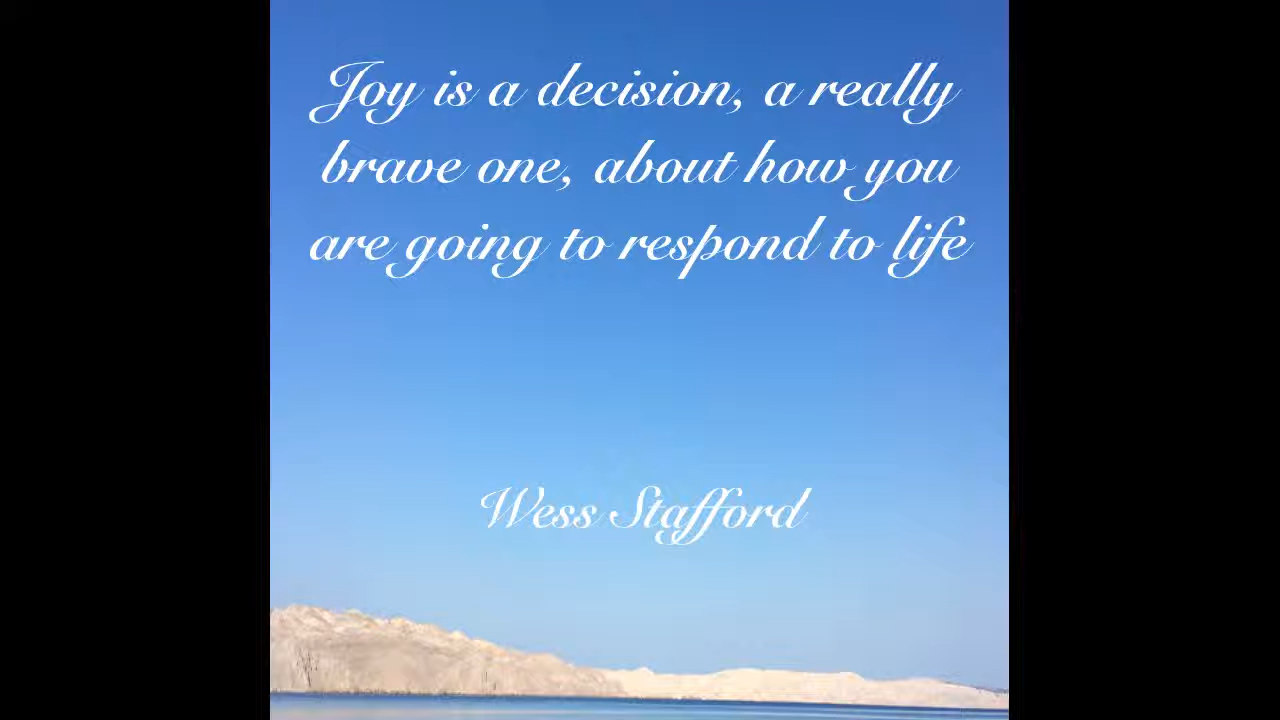 Joy is a decision, a really
brave one, about how you
are going to respond to life
Wess Stafford